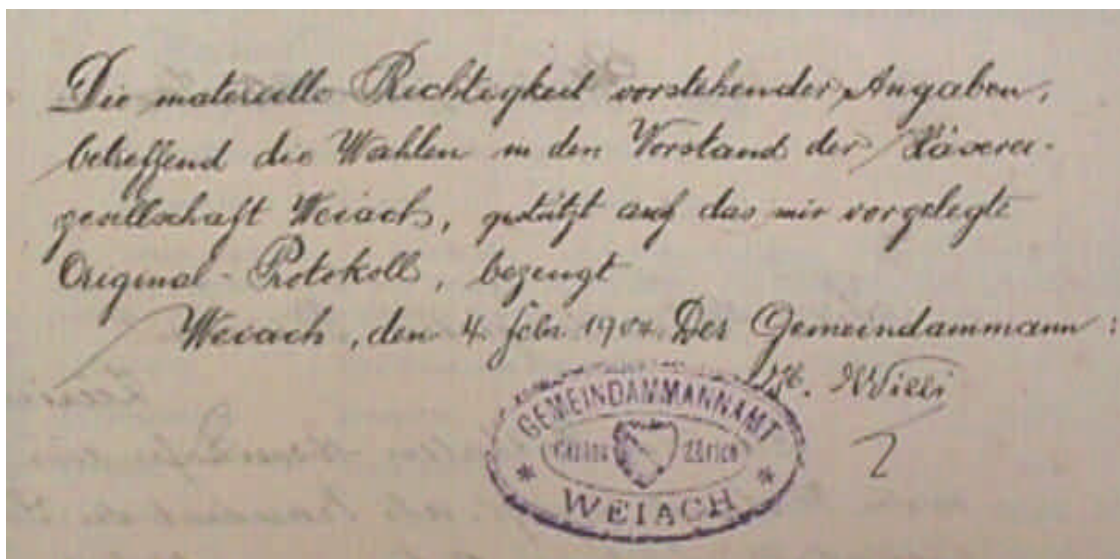 Die materielle Richtigkeit vorstehender Angaben,
betreffend die Wahlen in den Vorstand der Käserei-
gesellschaft Weiach, gestützt auf das mir vorgelegte
Original-Protokoll, bezeugt
Weiach, den 4. Febr. 1904. Der Gemeindammann:
Willi
GEMEINDAMMANNAMT
KANTON ZÜRICH
* WEIACH *